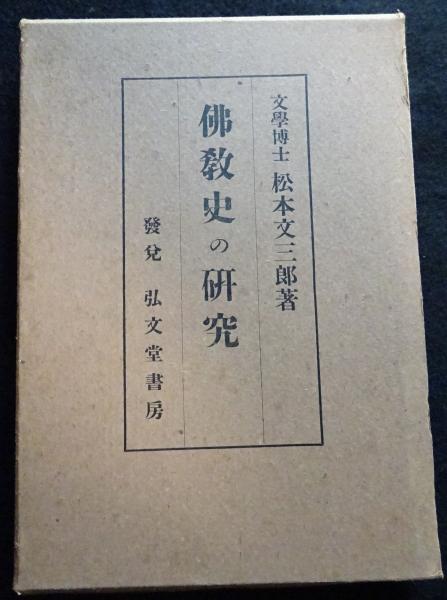 文學博士 松本文三郎著
佛教史の研究
發兌 弘文堂書房